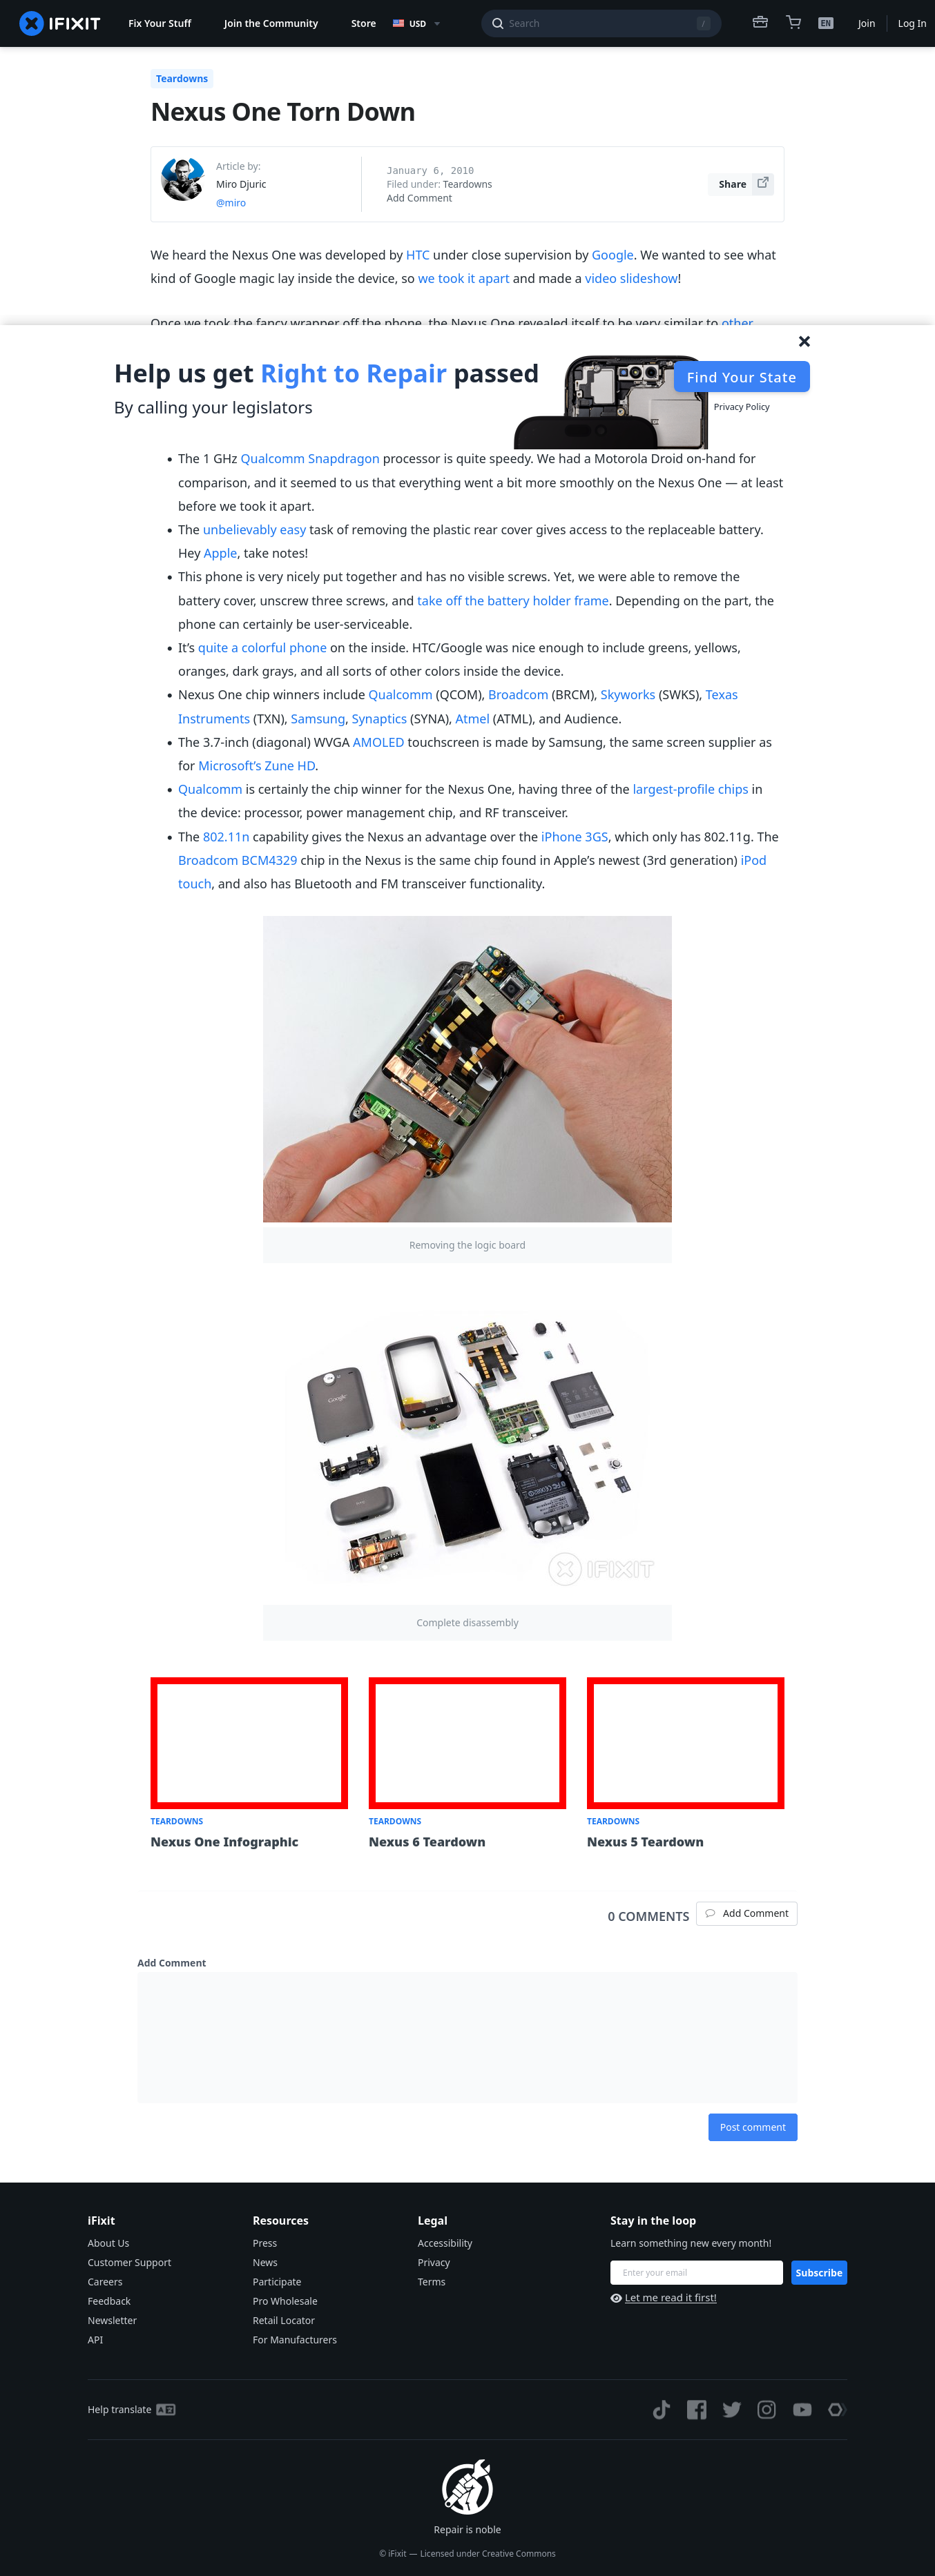 IFIXIT
Fix Your Stuff
Join the Community
Store
USD
Search
/
EN
Join
Log In
Teardowns
Nexus One Torn Down
Article by:
Miro Djuric
@miro
January 6, 2010
Filed under: Teardowns
Add Comment
Share
We heard the Nexus One was developed by HTC under close supervision by Google. We wanted to see what
kind of Google magic lay inside the device, so we took it apart and made a video slideshow!
Once we took the fancy wrapper off the phone, the Nexus One revealed itself to be very similar to other
Help us get Right to Repair passed
By calling your legislators
Find Your State
Privacy Policy
The 1 GHz Qualcomm Snapdragon processor is quite speedy. We had a Motorola Droid on-hand for
comparison, and it seemed to us that everything went a bit more smoothly on the Nexus One — at least
before we took it apart.
The unbelievably easy task of removing the plastic rear cover gives access to the replaceable battery.
Hey Apple, take notes!
This phone is very nicely put together and has no visible screws. Yet, we were able to remove the
battery cover, unscrew three screws, and take off the battery holder frame. Depending on the part, the
phone can certainly be user-serviceable.
It’s quite a colorful phone on the inside. HTC/Google was nice enough to include greens, yellows,
oranges, dark grays, and all sorts of other colors inside the device.
Nexus One chip winners include Qualcomm (QCOM), Broadcom (BRCM), Skyworks (SWKS), Texas
Instruments (TXN), Samsung, Synaptics (SYNA), Atmel (ATML), and Audience.
The 3.7-inch (diagonal) WVGA AMOLED touchscreen is made by Samsung, the same screen supplier as
for Microsoft’s Zune HD.
Qualcomm is certainly the chip winner for the Nexus One, having three of the largest-profile chips in
the device: processor, power management chip, and RF transceiver.
The 802.11n capability gives the Nexus an advantage over the iPhone 3GS, which only has 802.11g. The
Broadcom BCM4329 chip in the Nexus is the same chip found in Apple’s newest (3rd generation) iPod
touch, and also has Bluetooth and FM transceiver functionality.
Removing the logic board
Google
IFIXIT
Complete disassembly
TEARDOWNS
Nexus One Infographic
TEARDOWNS
Nexus 6 Teardown
TEARDOWNS
Nexus 5 Teardown
0 COMMENTS
Add Comment
Add Comment
Post comment
iFixit
About Us
Customer Support
Careers
Feedback
Newsletter
API
Resources
Press
News
Participate
Pro Wholesale
Retail Locator
For Manufacturers
Legal
Accessibility
Privacy
Terms
Stay in the loop
Learn something new every month!
Enter your email
Subscribe
Let me read it first!
Help translate
Repair is noble
© iFixit — Licensed under Creative Commons